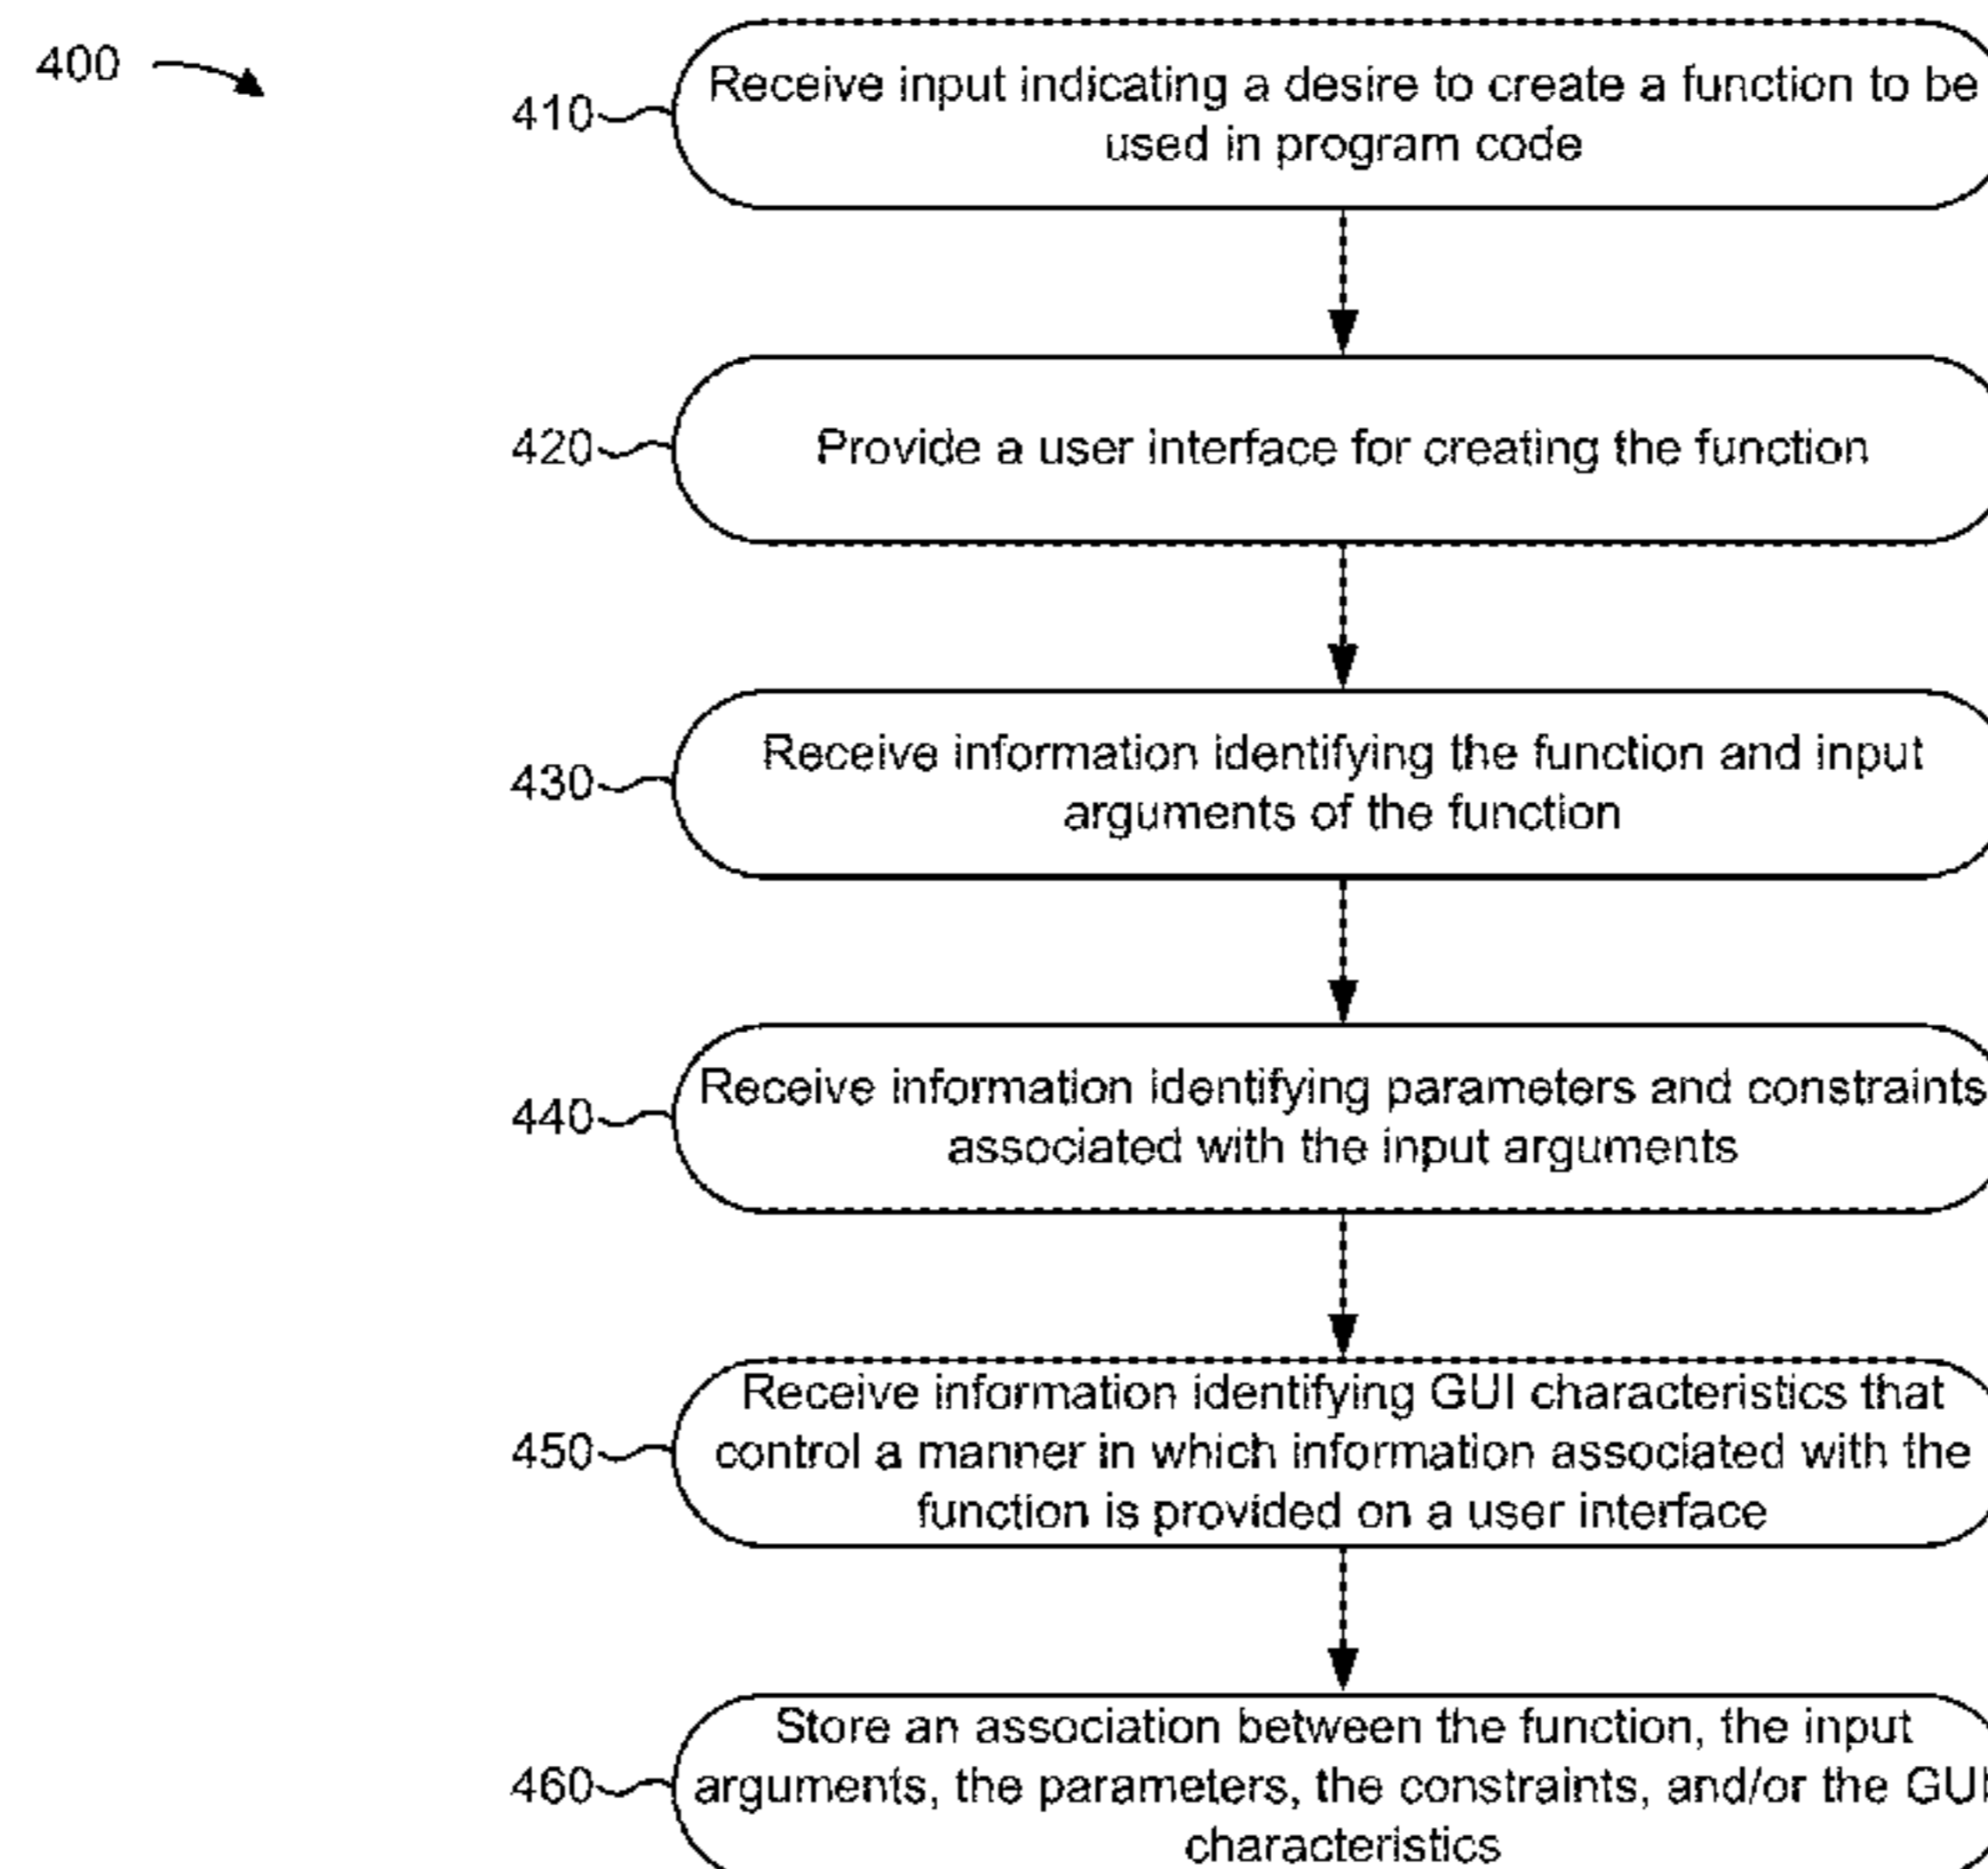 400
410
Receive input indicating a desire to create a function to be
used in program code
420
Provide a user interface for creating the function
430
Receive information identifying the function and input
arguments of the function
440
Receive information identifying parameters and constraints
associated with the input arguments
450
Receive information identifying GUI characteristics that
control a manner in which information associated with the
function is provided on a user interface
460
Store an association between the function, the input
arguments, the parameters, the constraints, and/or the GUI
characteristics